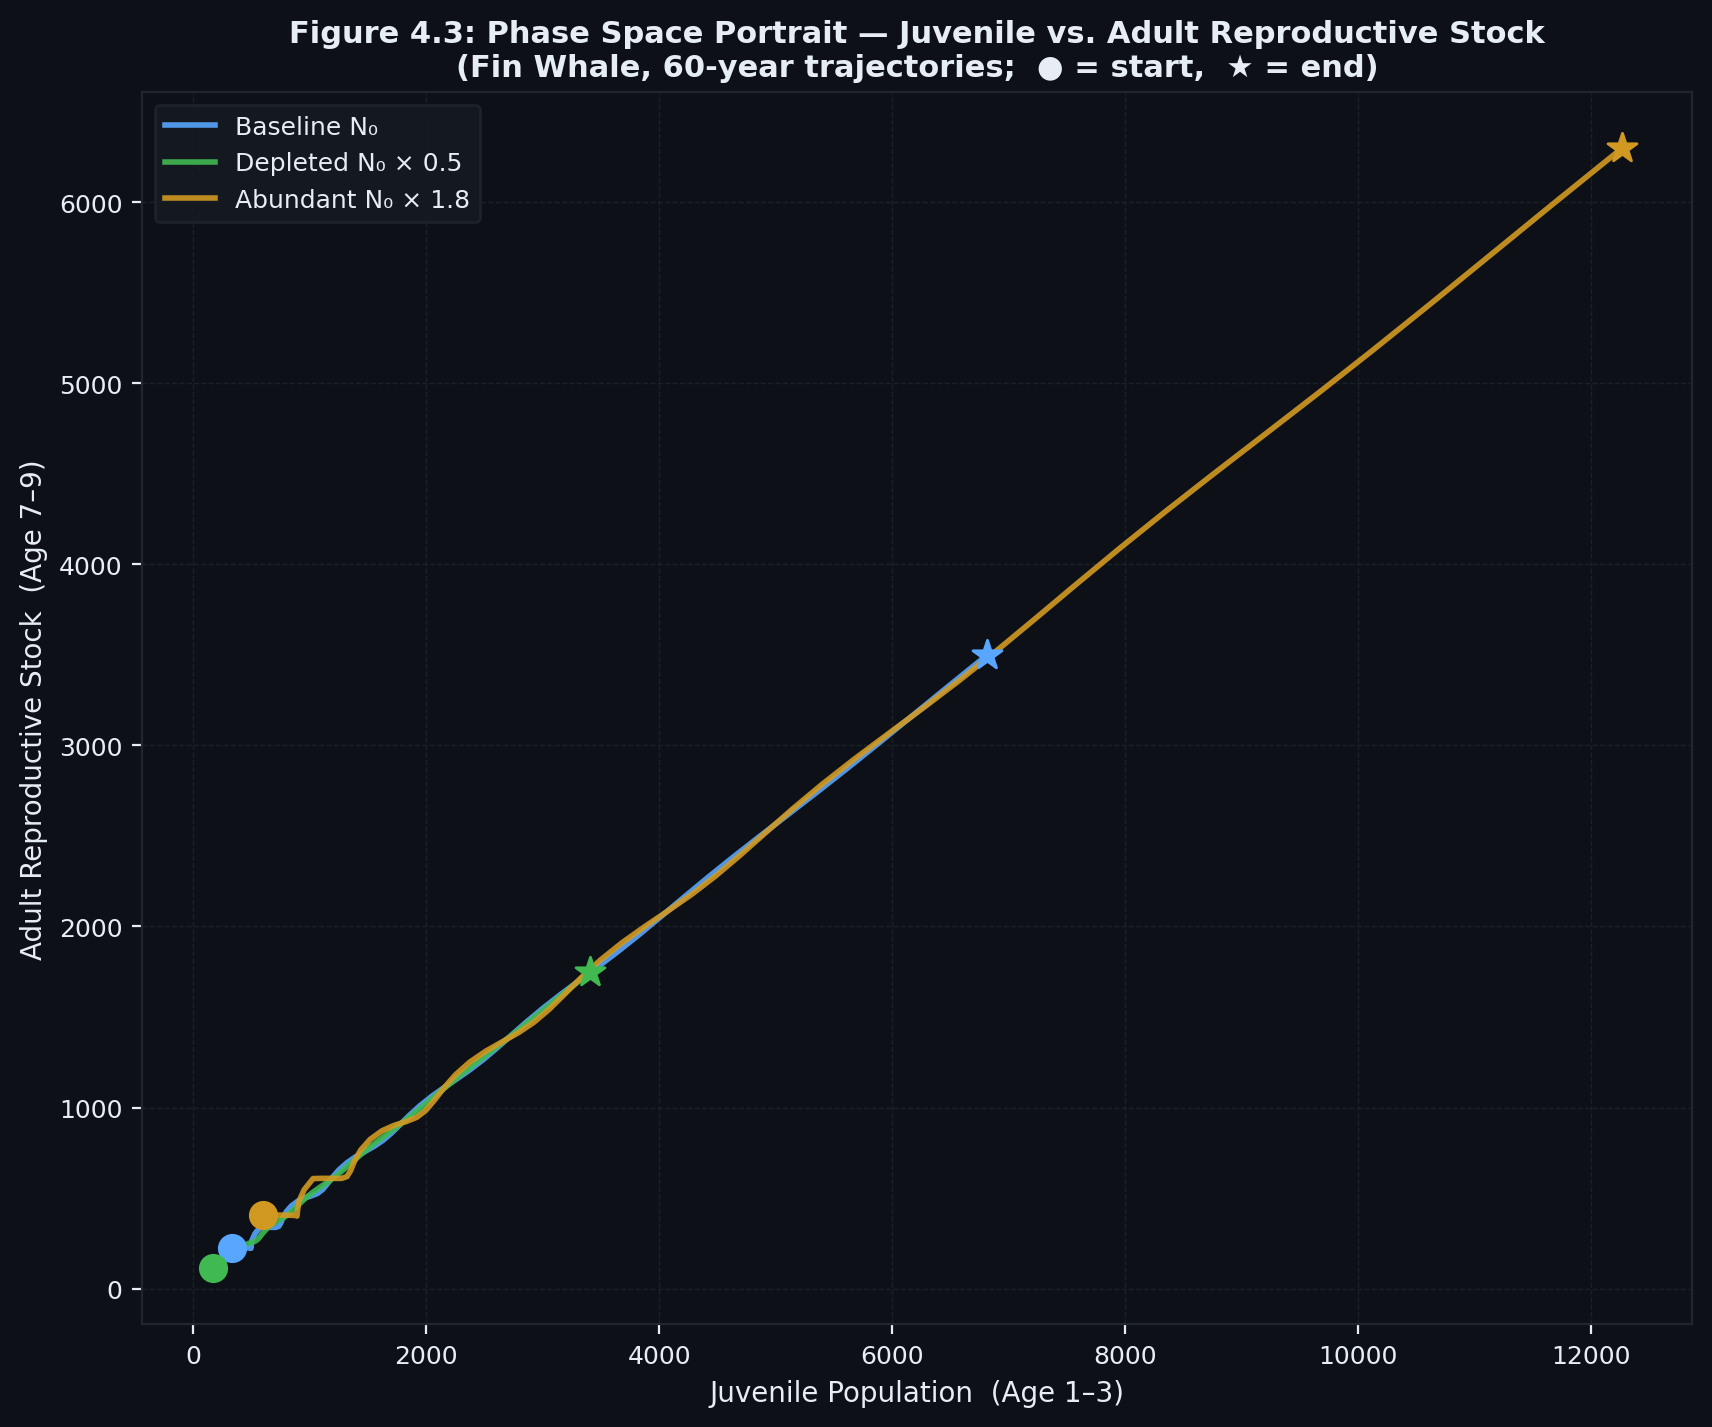 Figure 4.3: Phase Space Portrait — Juvenile vs. Adult Reproductive Stock
(Fin Whale, 60-year trajectories; ● = start, ★ = end)
Baseline N₀
Depleted N₀ × 0.5
Abundant N₀ × 1.8
Adult Reproductive Stock (Age 7–9)
6000
5000
4000
3000
2000
1000
0
0
2000
4000
6000
8000
10000
12000
Juvenile Population (Age 1–3)